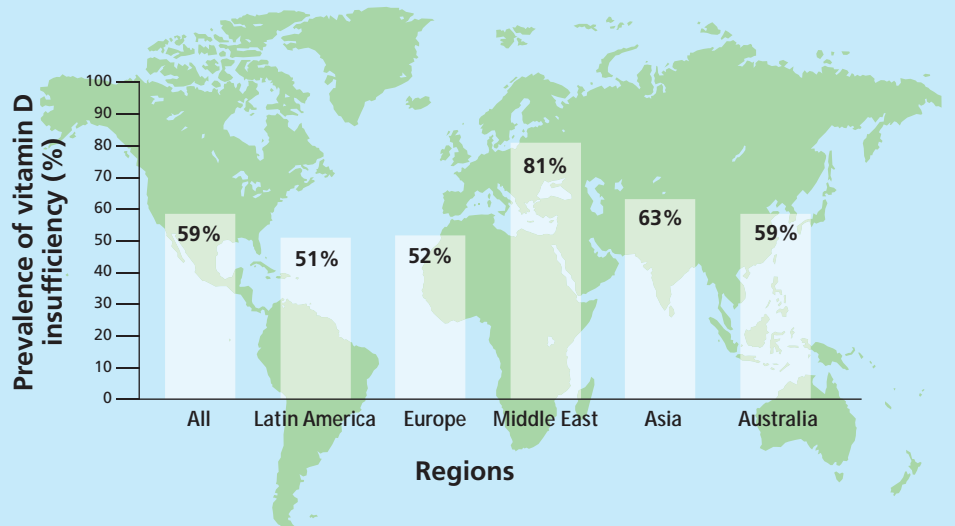 Prevalence of vitamin D
insufficiency (%)
100
90
80
70
60
50
40
30
20
10
0
59%
51%
52%
81%
63%
59%
All
Latin America
Europe
Middle East
Asia
Australia
Regions